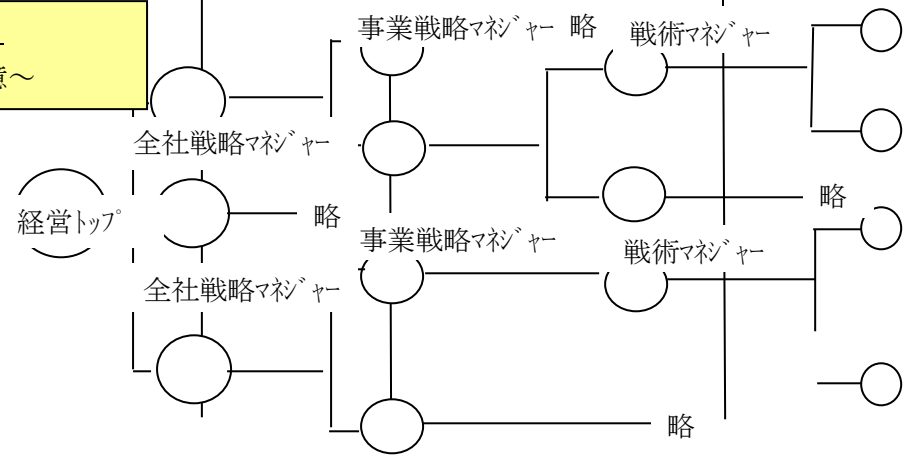 事業戦略マネジャー 略
戦術マネジャー
意～
全社戦略マネジャー
経営トップ
略
略
事業戦略マネジャー
戦術マネジャー
全社戦略マネジャー
略